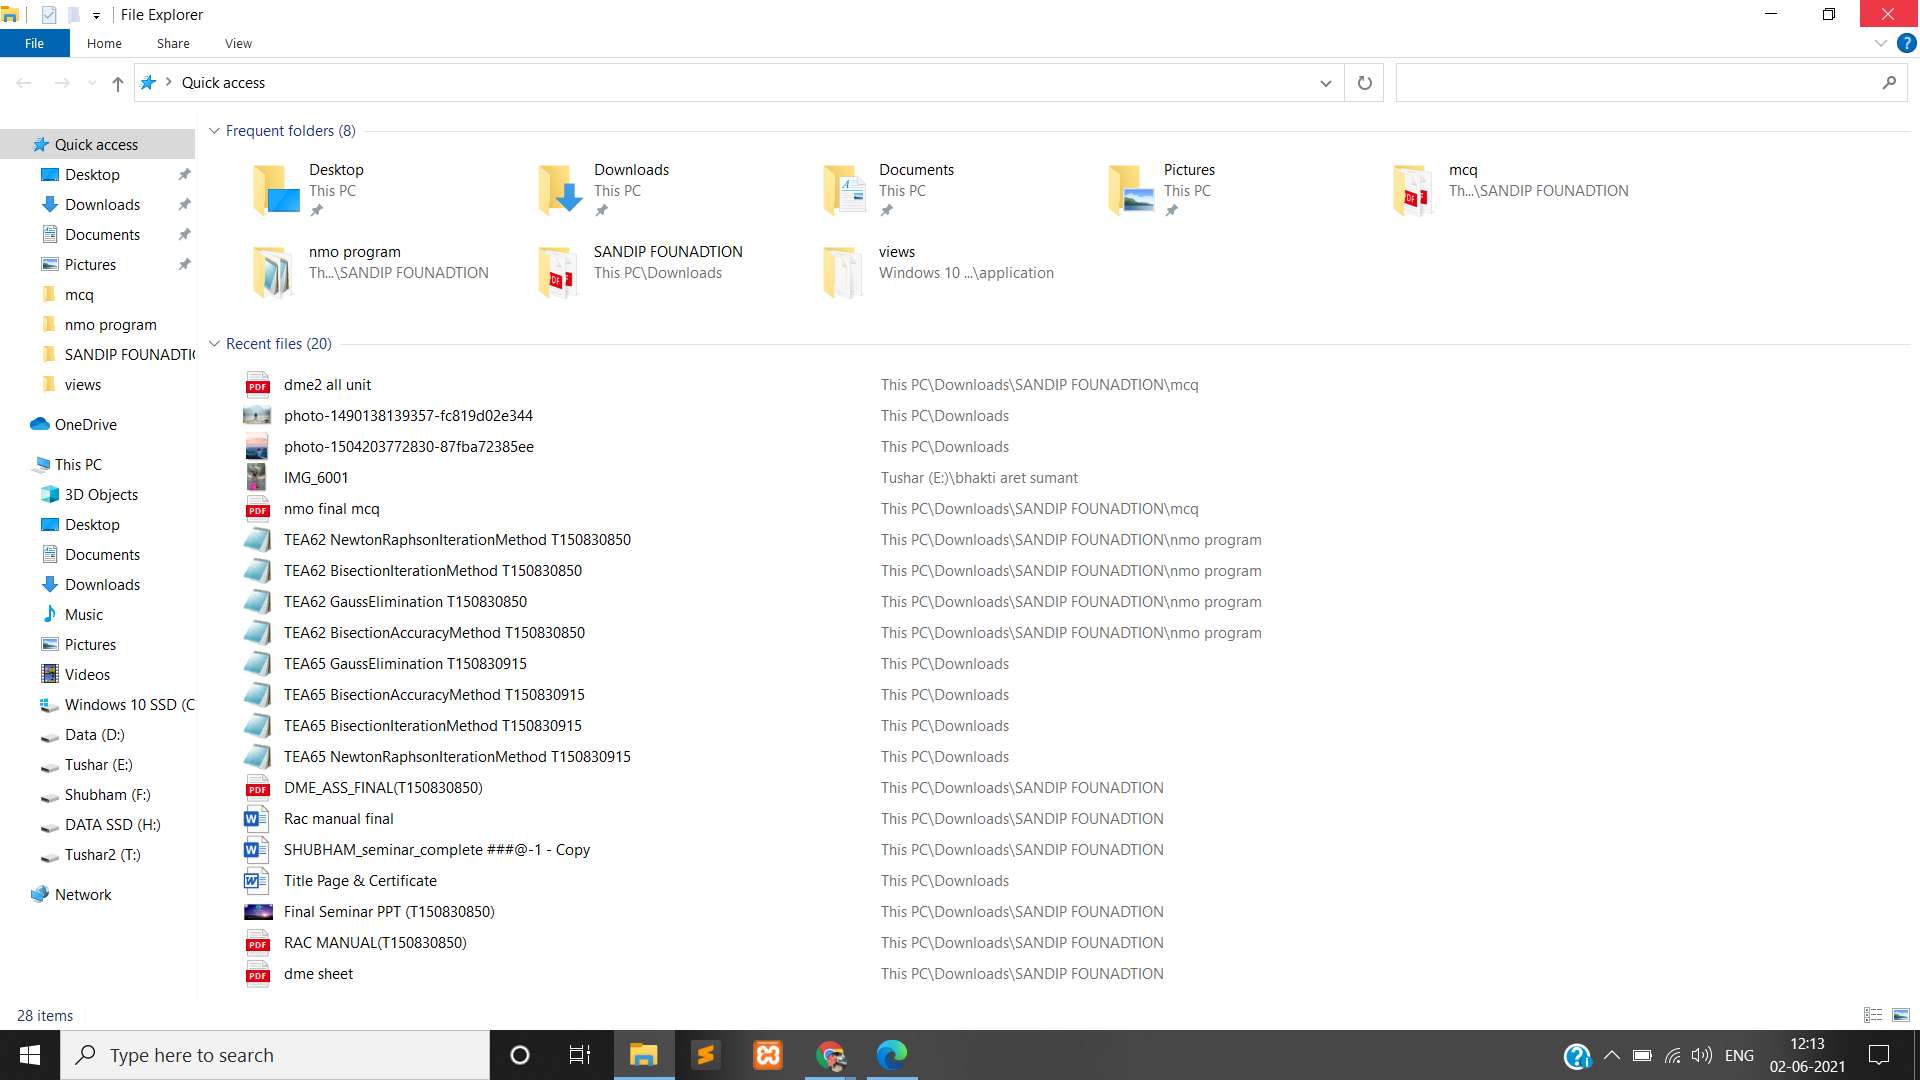 File Explorer
File Home Share View
Quick access
Frequent folders (8)
Quick access
Desktop
Downloads
Documents
Pictures
mcq
nmo program
SANDIP FOUNADTI
views
OneDrive
This PC
3D Objects
Desktop
Documents
Downloads
Music
Pictures
Videos
Windows 10 SSD (C
Data (D:)
Tushar (E:)
Shubham (F:)
DATA SSD (H:)
Tushar2 (T:)
Network
Desktop
This PC
Downloads
This PC
Documents
This PC
Pictures
This PC
mcq
Th...\SANDIP FOUNADTION
nmo program
Th...\SANDIP FOUNADTION
SANDIP FOUNADTION
This PC\Downloads
views
Windows 10 ...\application
Recent files (20)
dme2 all unit This PC\Downloads\SANDIP FOUNADTION\mcq
photo-1490138139357-fc819d02e344 This PC\Downloads
photo-1504203772830-87fba72385ee This PC\Downloads
IMG_6001 Tushar (E:)\bhakti aret sumant
nmo final mcq This PC\Downloads\SANDIP FOUNADTION\mcq
TEA62 NewtonRaphsonIterationMethod T150830850 This PC\Downloads\SANDIP FOUNADTION\nmo program
TEA62 BisectionIterationMethod T150830850 This PC\Downloads\SANDIP FOUNADTION\nmo program
TEA62 GaussElimination T150830850 This PC\Downloads\SANDIP FOUNADTION\nmo program
TEA62 BisectionAccuracyMethod T150830850 This PC\Downloads\SANDIP FOUNADTION\nmo program
TEA65 GaussElimination T150830915 This PC\Downloads
TEA65 BisectionAccuracyMethod T150830915 This PC\Downloads
TEA65 BisectionIterationMethod T150830915 This PC\Downloads
TEA65 NewtonRaphsonIterationMethod T150830915 This PC\Downloads
DME_ASS_FINAL(T150830850) This PC\Downloads\SANDIP FOUNADTION
Rac manual final This PC\Downloads\SANDIP FOUNADTION
SHUBHAM_seminar_complete ###@-1 - Copy This PC\Downloads\SANDIP FOUNADTION
Title Page & Certificate This PC\Downloads
Final Seminar PPT (T150830850) This PC\Downloads\SANDIP FOUNADTION
RAC MANUAL(T150830850) This PC\Downloads\SANDIP FOUNADTION
dme sheet This PC\Downloads\SANDIP FOUNADTION
28 items
Type here to search
ENG
12:13
02-06-2021